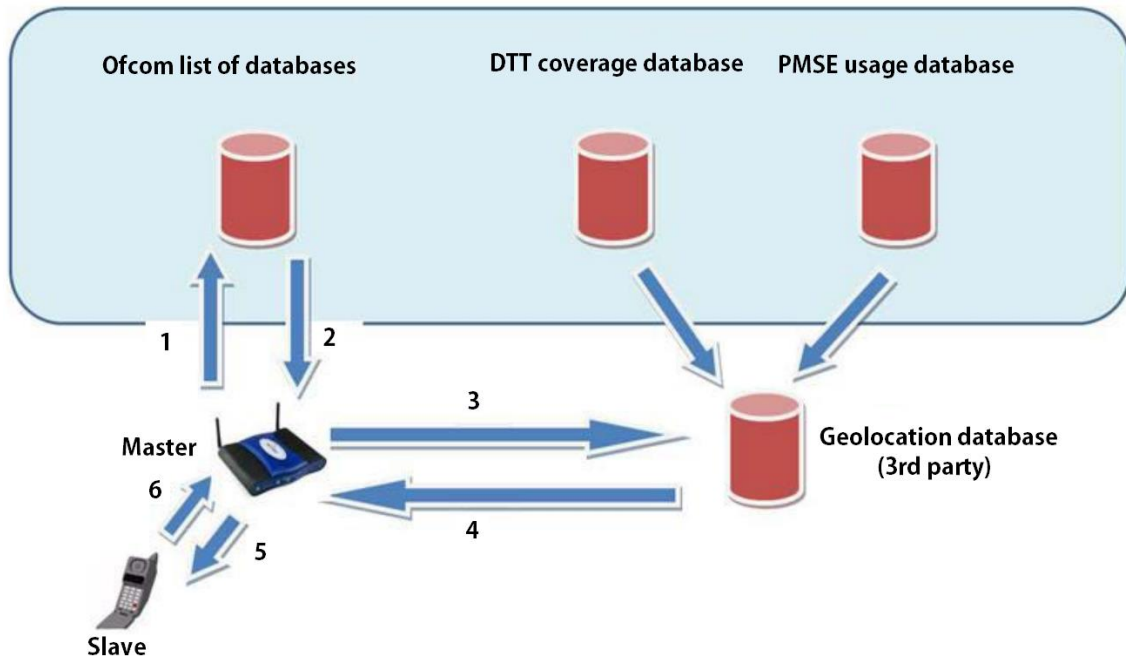 Ofcom list of databases
DTT coverage database
PMSE usage database
1
2
3
Master
Geolocation database
(3rd party)
6
4
5
Slave